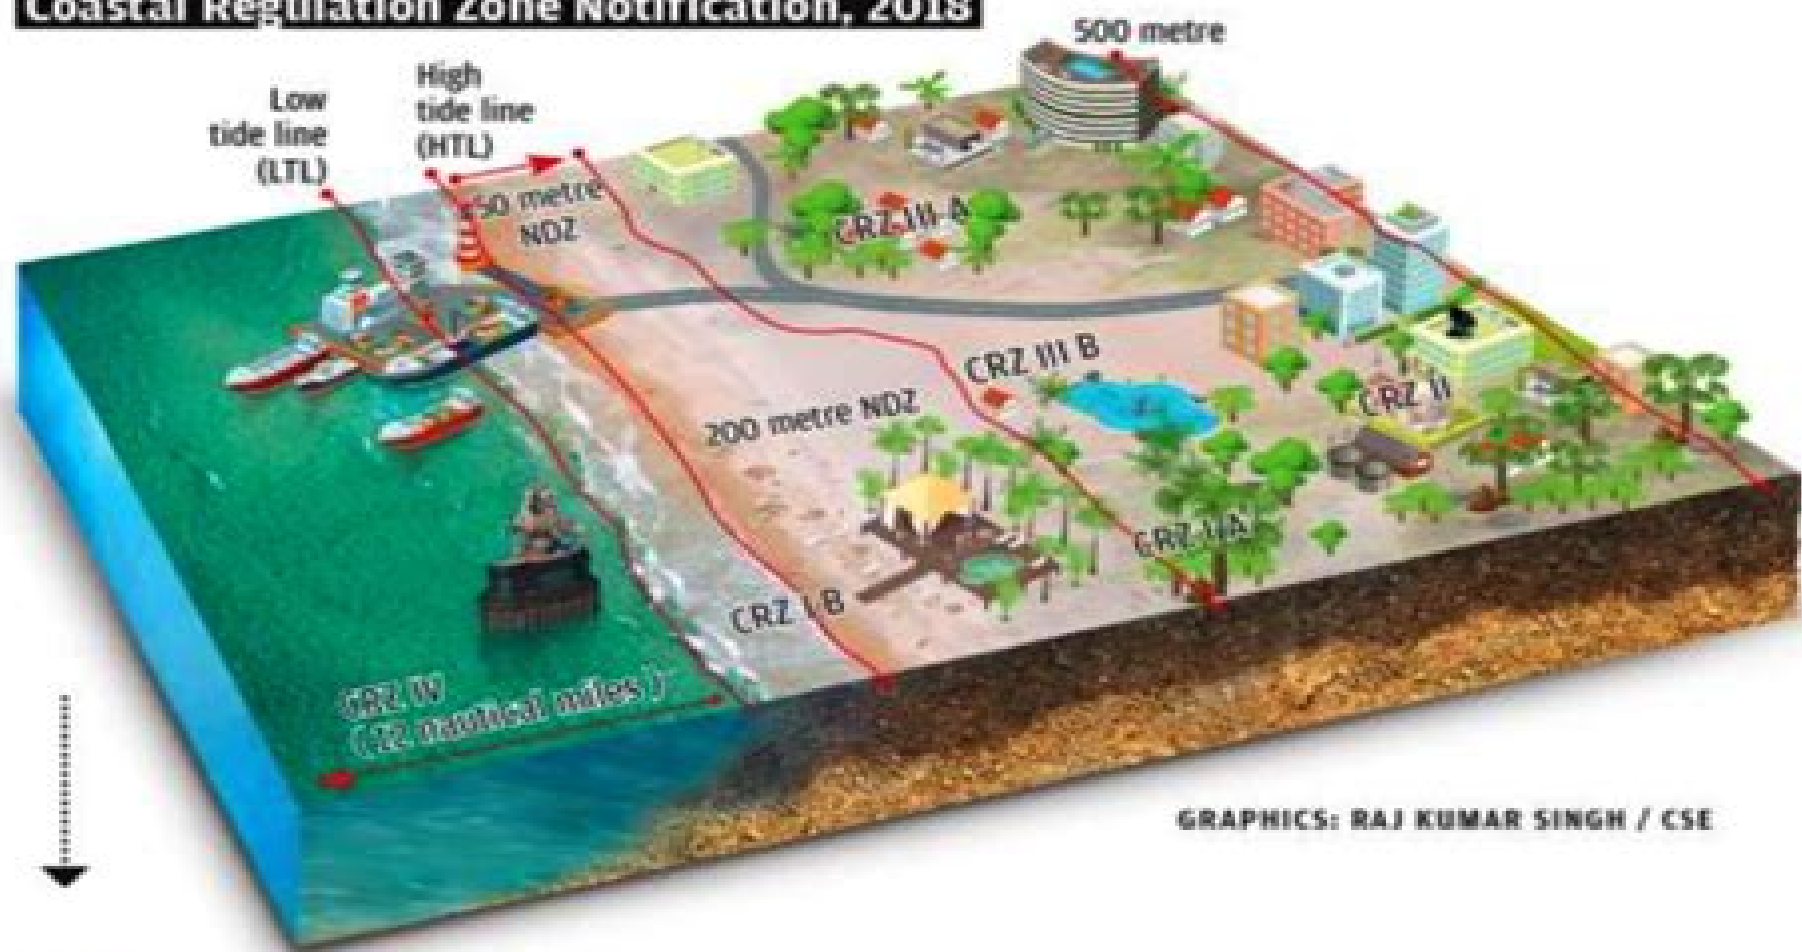 Coastal Regulation Zone Notification, 2018
500 metre
High
tide line
(HTL)
Low
tide line
(LTL)
50 metre
NDZ
CRZ III A
CRZ III B
200 metre NDZ
CRZ II
CRZ I A
CRZ I B
CRZ IV
( 12 nautical miles )
GRAPHICS: RAJ KUMAR SINGH / CSE